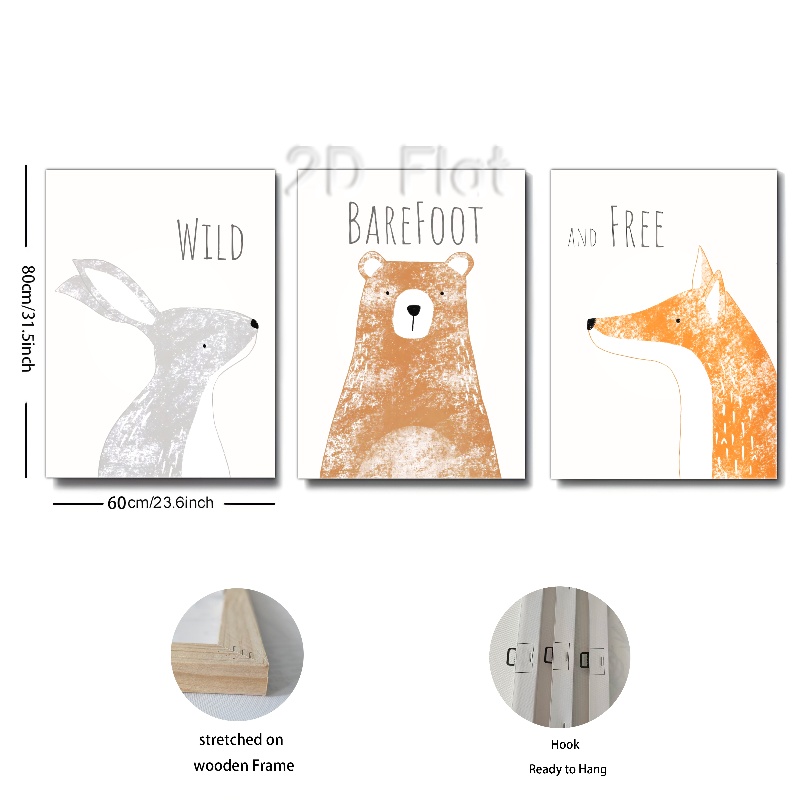 2D Flat
WILD
BAREFOOT
AND FREE
80cm/31.5inch
60cm/23.6inch
stretched on
wooden Frame
Hook
Ready to Hang